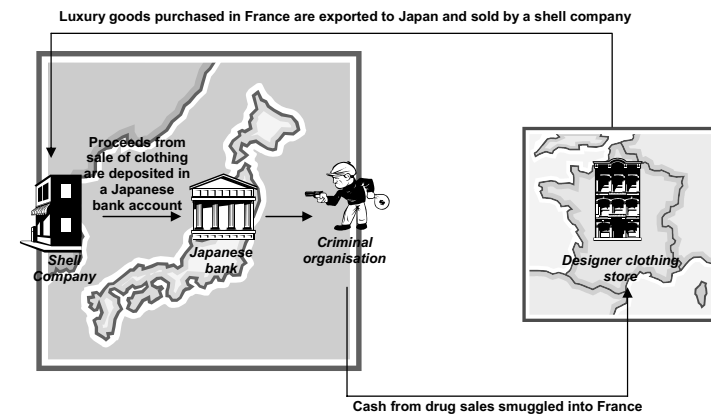 Luxury goods purchased in France are exported to Japan and sold by a shell company
Proceeds from
sale of clothing
are deposited in
a Japanese
bank account
Shell
Company
Japanese
bank
Criminal
organisation
Designer clothing
store
Cash from drug sales smuggled into France